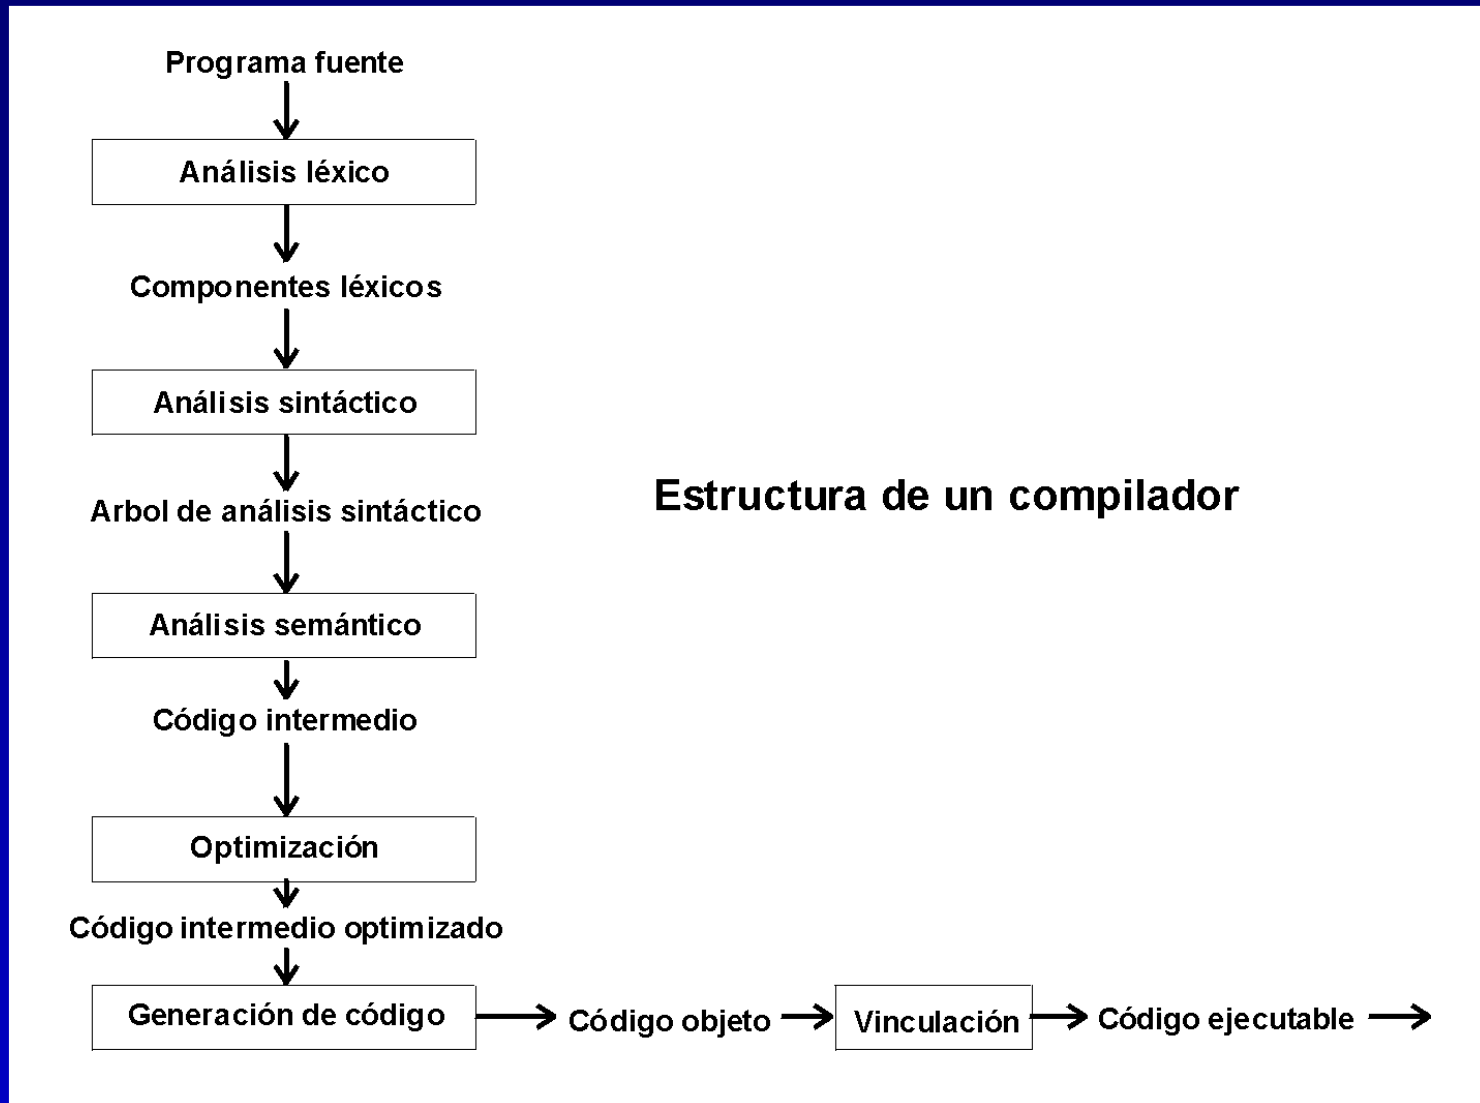 Programa fuente
Análisis léxico
Componentes léxicos
Análisis sintáctico
Arbol de análisis sintáctico
Estructura de un compilador
Análisis semántico
Código intermedio
Optimización
Código intermedio optimizado
Generación de código
Código objeto
Vinculación
Código ejecutable